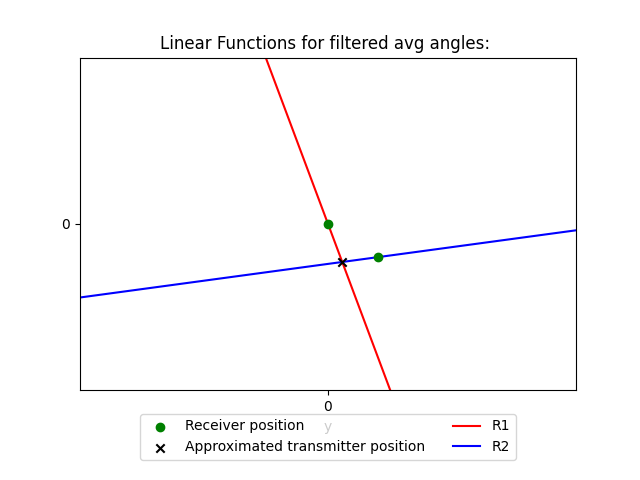 Linear Functions for filtered avg angles:
0
0
y
Receiver position
Approximated transmitter position
R1
R2